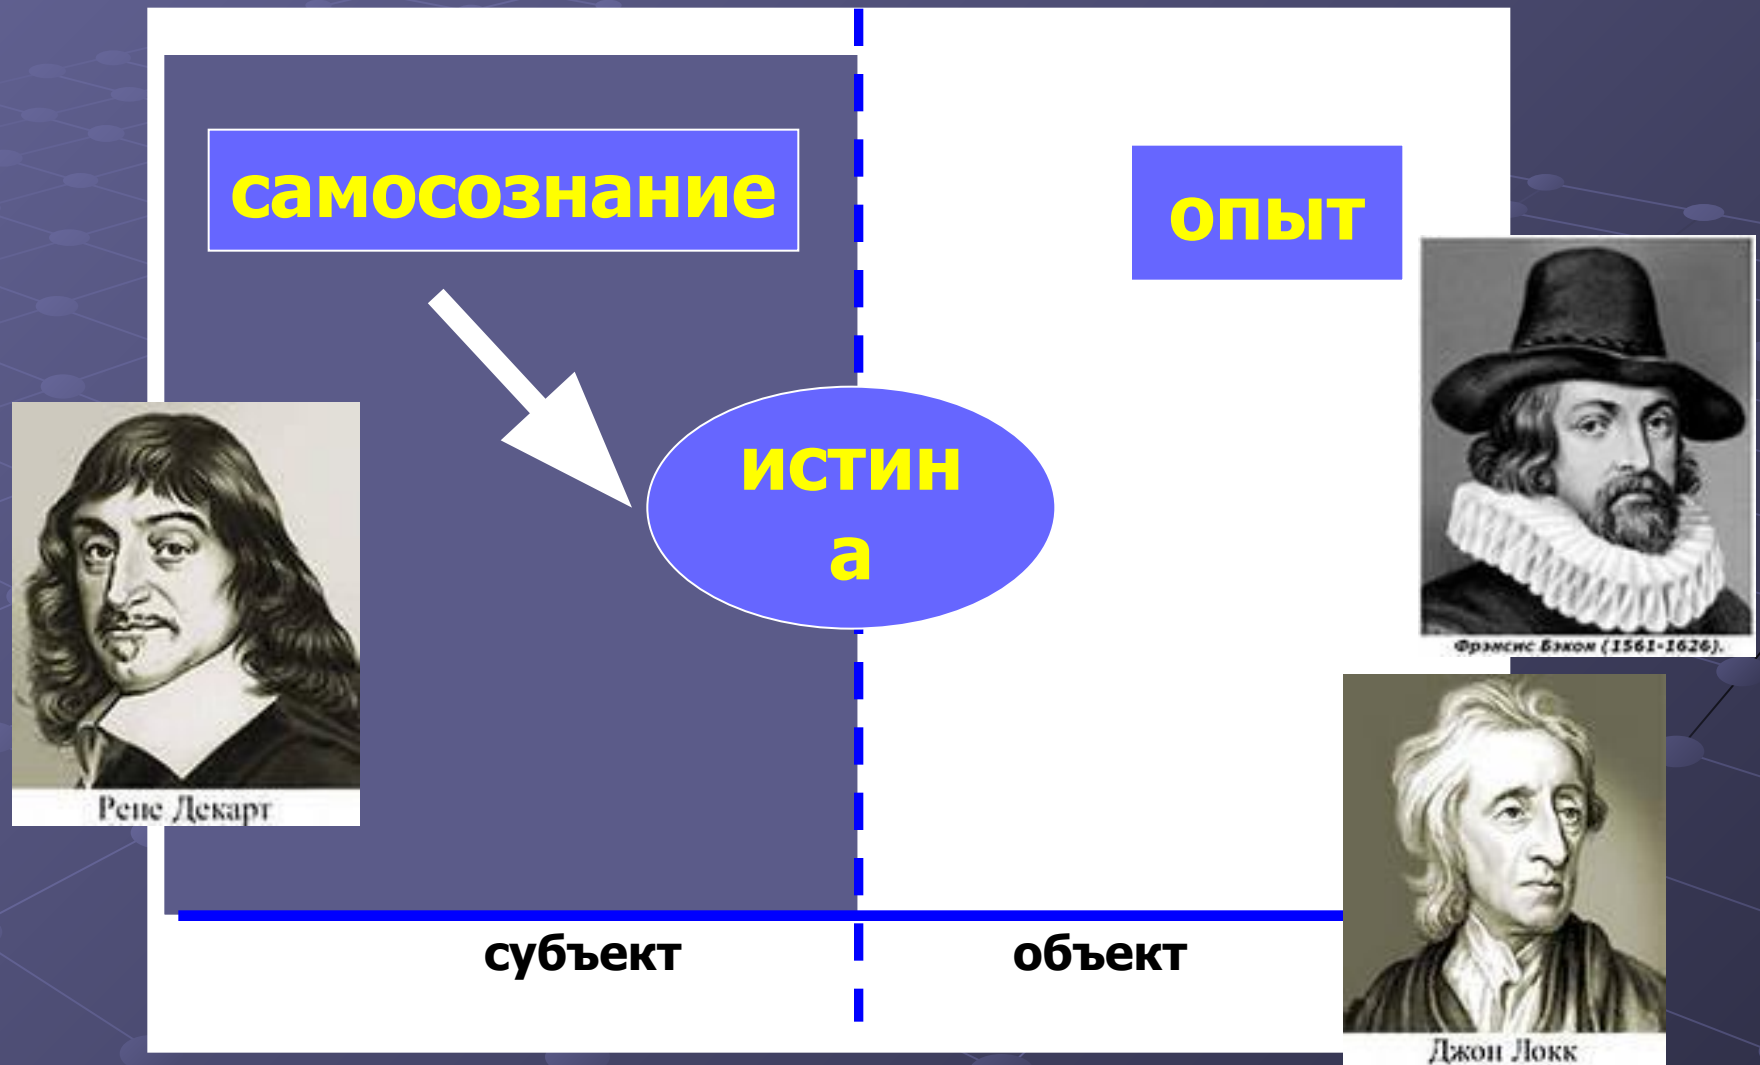 самосознание
опыт
истин
а
Фрэнсис Бэкон (1561-1626).
Рене Декарт
субъект
объект
Джон Локк